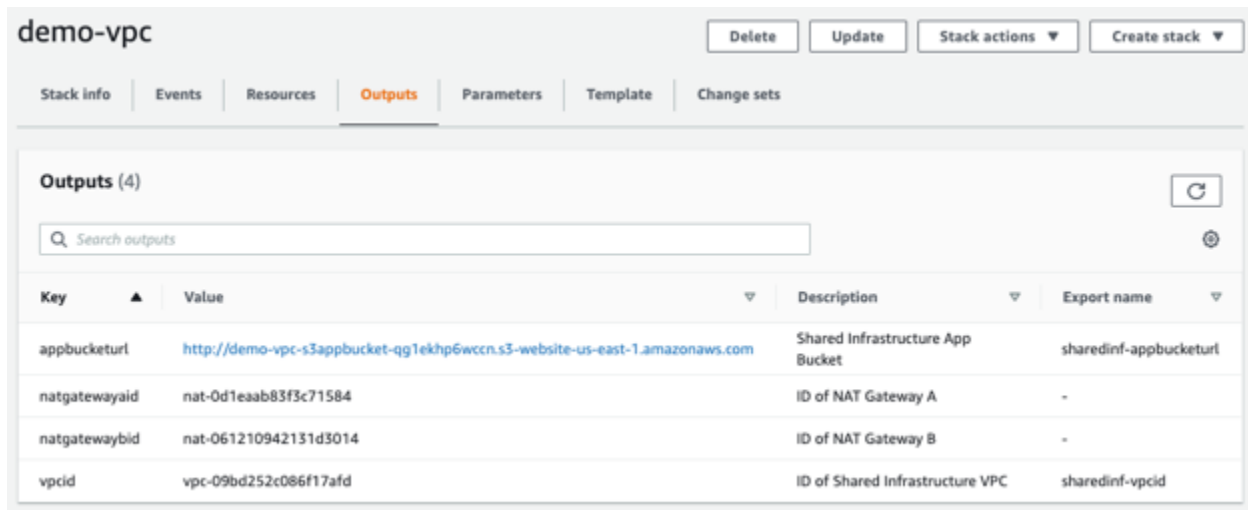 demo-vpc
Delete
Update
Stack actions
Create stack
Stack info
Events
Resources
Outputs
Parameters
Template
Change sets
Outputs (4)
Search outputs
Key
Value
Description
Export name
appbucketurl
http://demo-vpc-s3appbucket-qg1ekhp6wccn.s3-website-us-east-1.amazonaws.com
Shared Infrastructure App
Bucket
sharedinf-appbucketurl
natgatewayaid
nat-0d1eaab83f3c71584
ID of NAT Gateway A
-
natgatewaybid
nat-061210942131d3014
ID of NAT Gateway B
-
vpcid
vpc-09bd252c086f17afd
ID of Shared Infrastructure VPC
sharedinf-vpcid